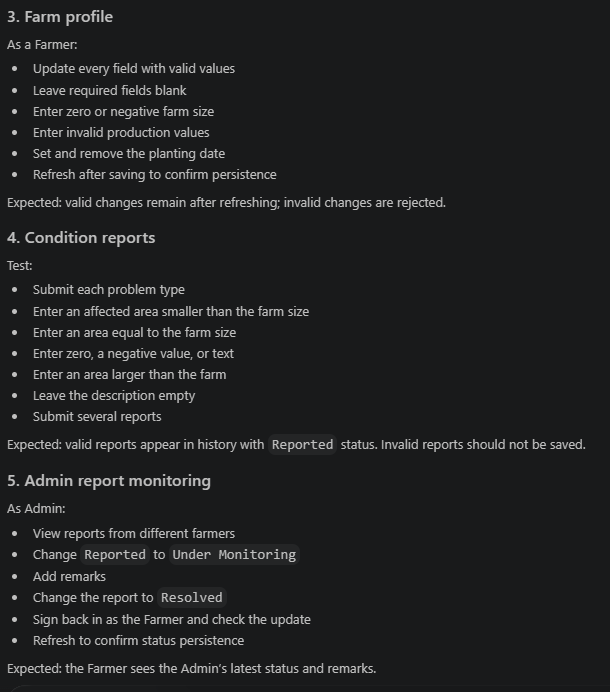 3. Farm profile
As a Farmer:
• Update every field with valid values
• Leave required fields blank
• Enter zero or negative farm size
• Enter invalid production values
• Set and remove the planting date
• Refresh after saving to confirm persistence
Expected: valid changes remain after refreshing; invalid changes are rejected.
4. Condition reports
Test:
• Submit each problem type
• Enter an affected area smaller than the farm size
• Enter an area equal to the farm size
• Enter zero, a negative value, or text
• Enter an area larger than the farm
• Leave the description empty
• Submit several reports
Expected: valid reports appear in history with Reported status. Invalid reports should not be saved.
5. Admin report monitoring
As Admin:
• View reports from different farmers
• Change Reported to Under Monitoring
• Add remarks
• Change the report to Resolved
• Sign back in as the Farmer and check the update
• Refresh to confirm status persistence
Expected: the Farmer sees the Admin's latest status and remarks.